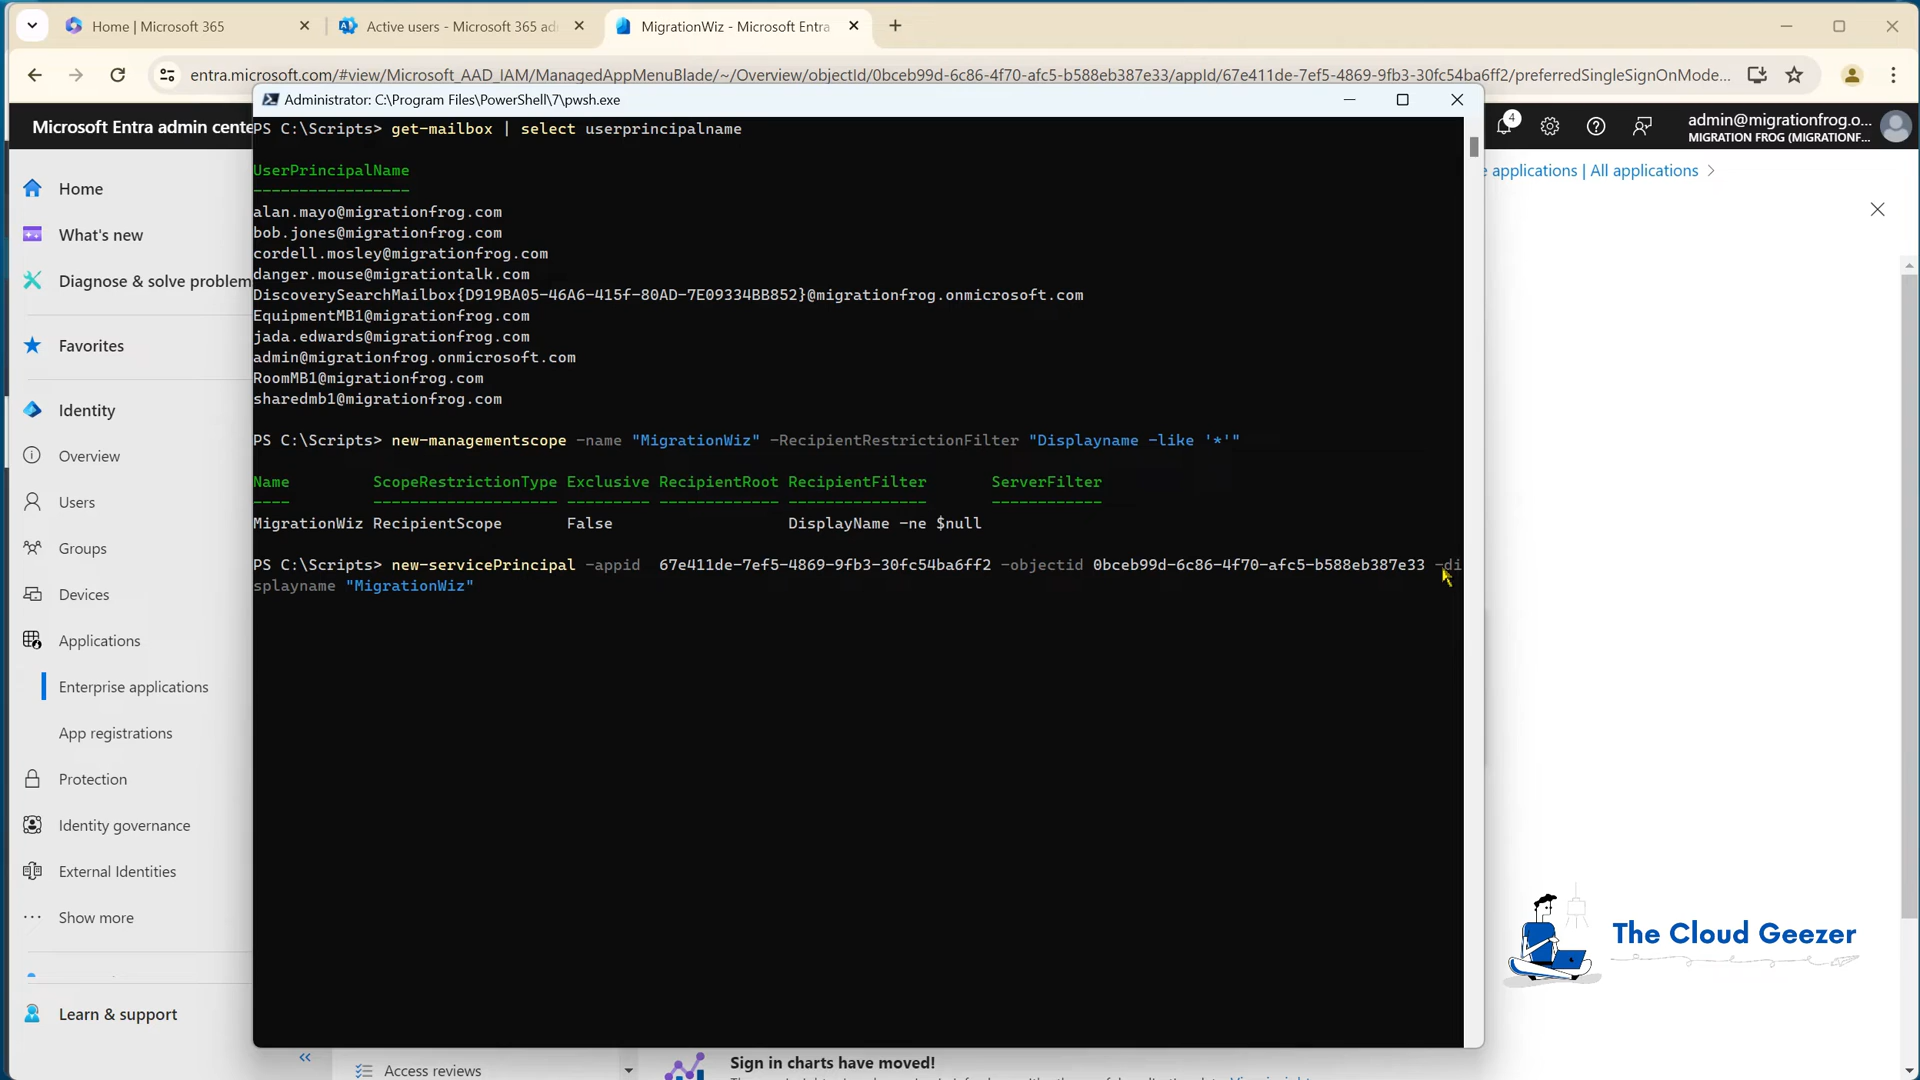 Home | Microsoft 365
Active users - Microsoft 365 ad
MigrationWiz - Microsoft Entra
entra.microsoft.com/#view/Microsoft_AAD_IAM/ManagedAppMenuBlade/~/Overview/objectId/0bceb99d-6c86-4f70-afc5-b588eb387e33/appId/67e411de-7ef5-4869-9fb3-30fc54ba6ff2/preferredSingleSignOnMode...
Administrator: C:\Program Files\PowerShell\7\pwsh.exe
Microsoft Entra admin cente
4
admin@migrationfrog.o...
MIGRATION FROG (MIGRATIONF...
e applications | All applications
Home
What's new
Diagnose & solve problem
Favorites
Identity
Overview
Users
Groups
Devices
Applications
Enterprise applications
App registrations
Protection
Identity governance
External Identities
Show more
Learn & support
PS C:\Scripts> get-mailbox | select userprincipalname
UserPrincipalName
-----------------
alan.mayo@migrationfrog.com
bob.jones@migrationfrog.com
cordell.mosley@migrationfrog.com
danger.mouse@migrationtalk.com
DiscoverySearchMailbox{D919BA05-46A6-415f-80AD-7E09334BB852}@migrationfrog.onmicrosoft.com
EquipmentMB1@migrationfrog.com
jada.edwards@migrationfrog.com
admin@migrationfrog.onmicrosoft.com
RoomMB1@migrationfrog.com
sharedmb1@migrationfrog.com
PS C:\Scripts> new-managementscope -name "MigrationWiz" -RecipientRestrictionFilter "Displayname -like '*'"
Name ScopeRestrictionType Exclusive RecipientRoot RecipientFilter ServerFilter
---- -------------------- --------- ------------- --------------- ------------
MigrationWiz RecipientScope False DisplayName -ne $null
PS C:\Scripts> new-servicePrincipal -appid 67e411de-7ef5-4869-9fb3-30fc54ba6ff2 -objectid 0bceb99d-6c86-4f70-afc5-b588eb387e33 -di
splayname "MigrationWiz"
The Cloud Geezer
Access reviews
Sign in charts have moved!